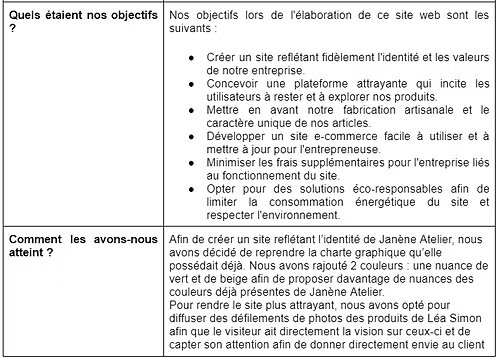 Quels étaient nos objectifs
?
Nos objectifs lors de l'élaboration de ce site web sont les
suivants :
● Créer un site reflétant fidèlement l'identité et les valeurs
de notre entreprise.
● Concevoir une plateforme attrayante qui incite les
utilisateurs à rester et à explorer nos produits.
● Mettre en avant notre fabrication artisanale et le
caractère unique de nos articles.
● Développer un site e-commerce facile à utiliser et à
mettre à jour pour l'entrepreneuse.
● Minimiser les frais supplémentaires pour l'entreprise liés
au fonctionnement du site.
● Opter pour des solutions éco-responsables afin de
limiter la consommation énergétique du site et
respecter l'environnement.
Comment les avons-nous
atteint ?
Afin de créer un site reflétant l'identité de Janène Atelier, nous
avons décidé de reprendre la charte graphique qu'elle
possédait déjà. Nous avons rajouté 2 couleurs : une nuance de
vert et de beige afin de proposer davantage de nuances des
couleurs déjà présentes de Janène Atelier.
Pour rendre le site plus attrayant, nous avons opté pour
diffuser des défilements de photos des produits de Léa Simon
afin que le visiteur ait directement la vision sur ceux-ci et de
capter son attention afin de donner directement envie au client